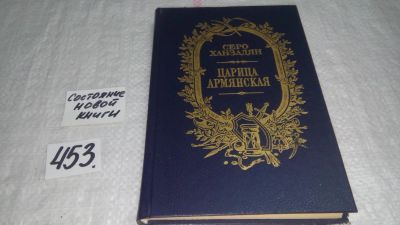 СЕРО
ХАНЗАДЯН
ЦАРИЦА
АРМЯНСКАЯ
СОСТОЯНИЕ
НОВОЙ
КНИГИ
453.